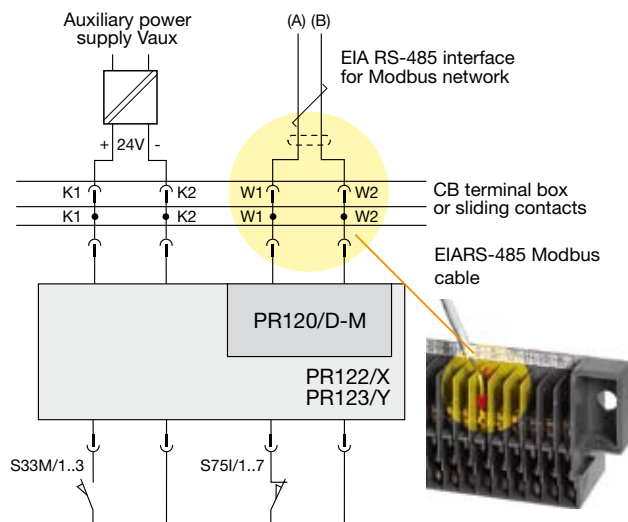 Auxiliary power
supply Vaux
(A) (B)
EIA RS-485 interface
for Modbus network
+ 24V -
K1 K2 W1 W2
CB terminal box
or sliding contacts
K1 K2 W1 W2
EIARS-485 Modbus
cable
PR120/D-M
PR122/X
PR123/Y
S33M/1..3 S75I/1..7